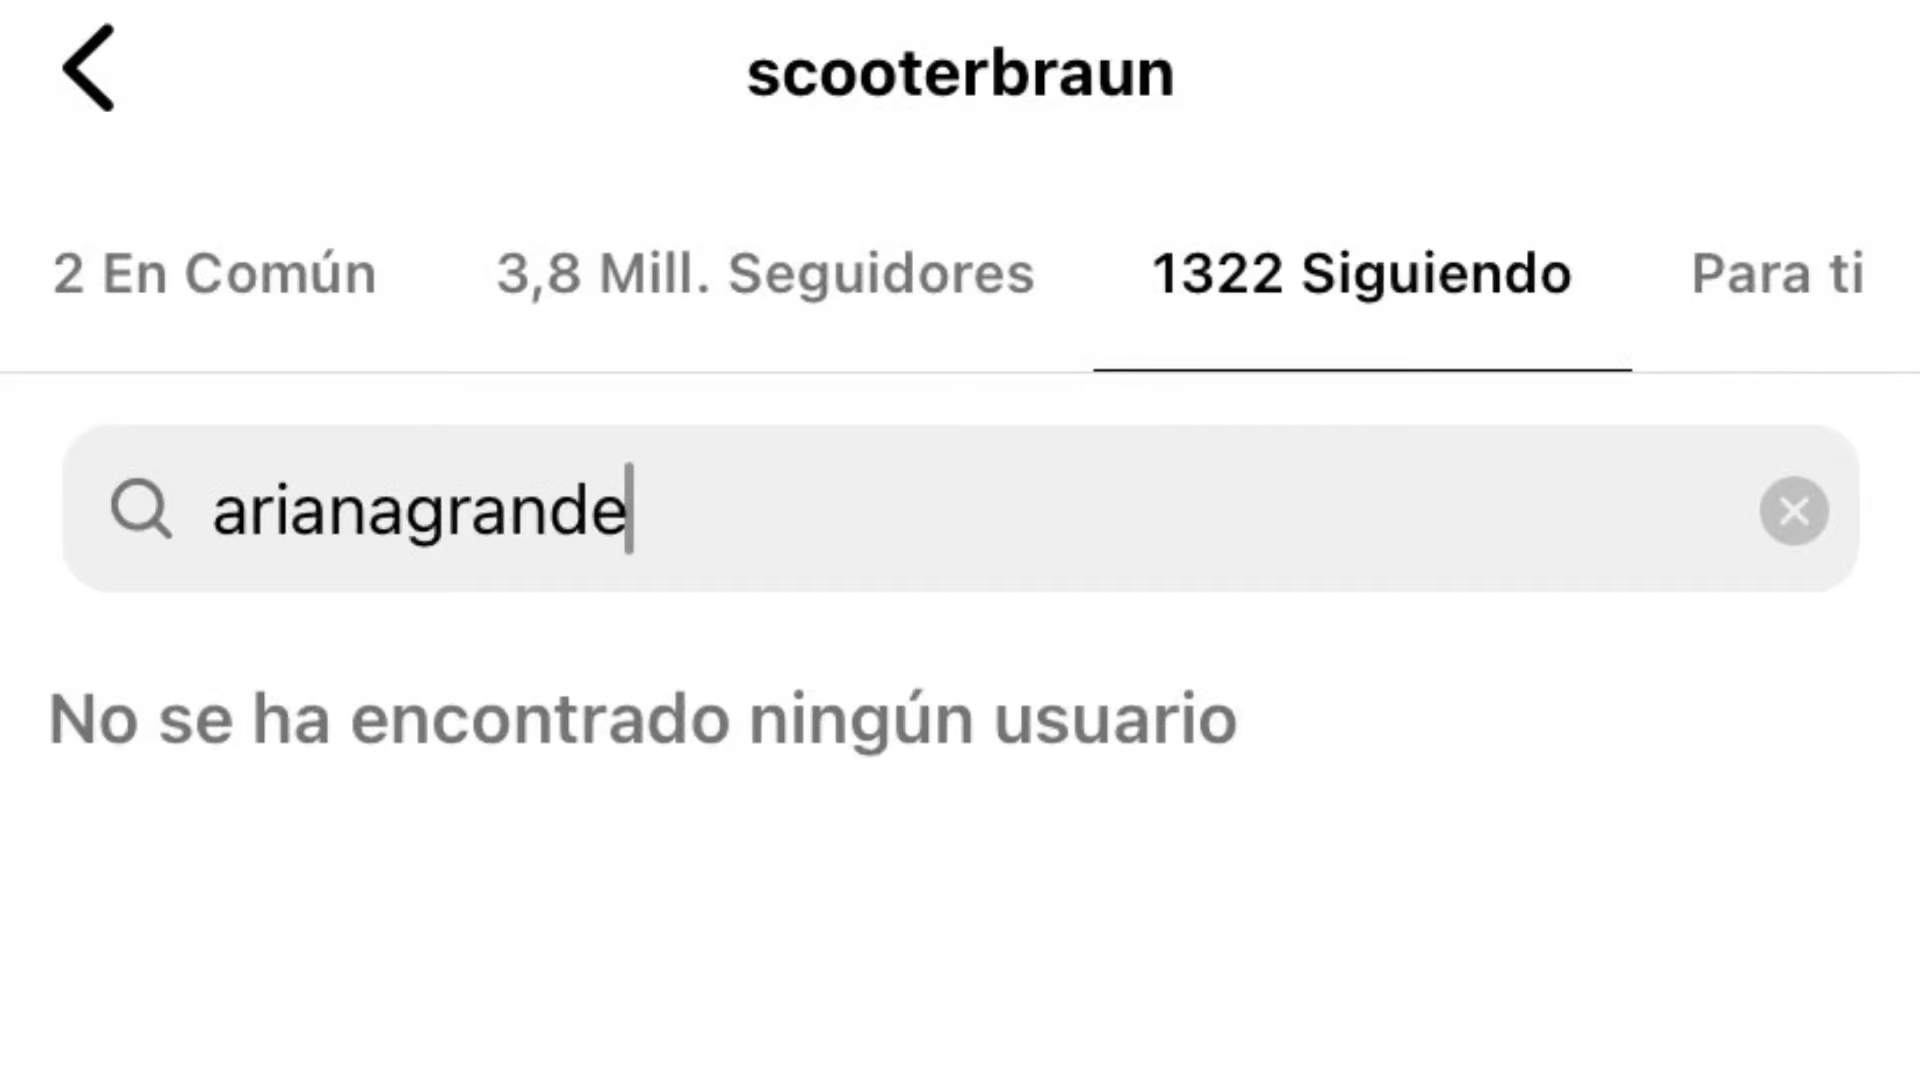 scooterbraun
2 En Común 3,8 Mill. Seguidores 1322 Siguiendo Para ti
arianagrande
No se ha encontrado ningún usuario